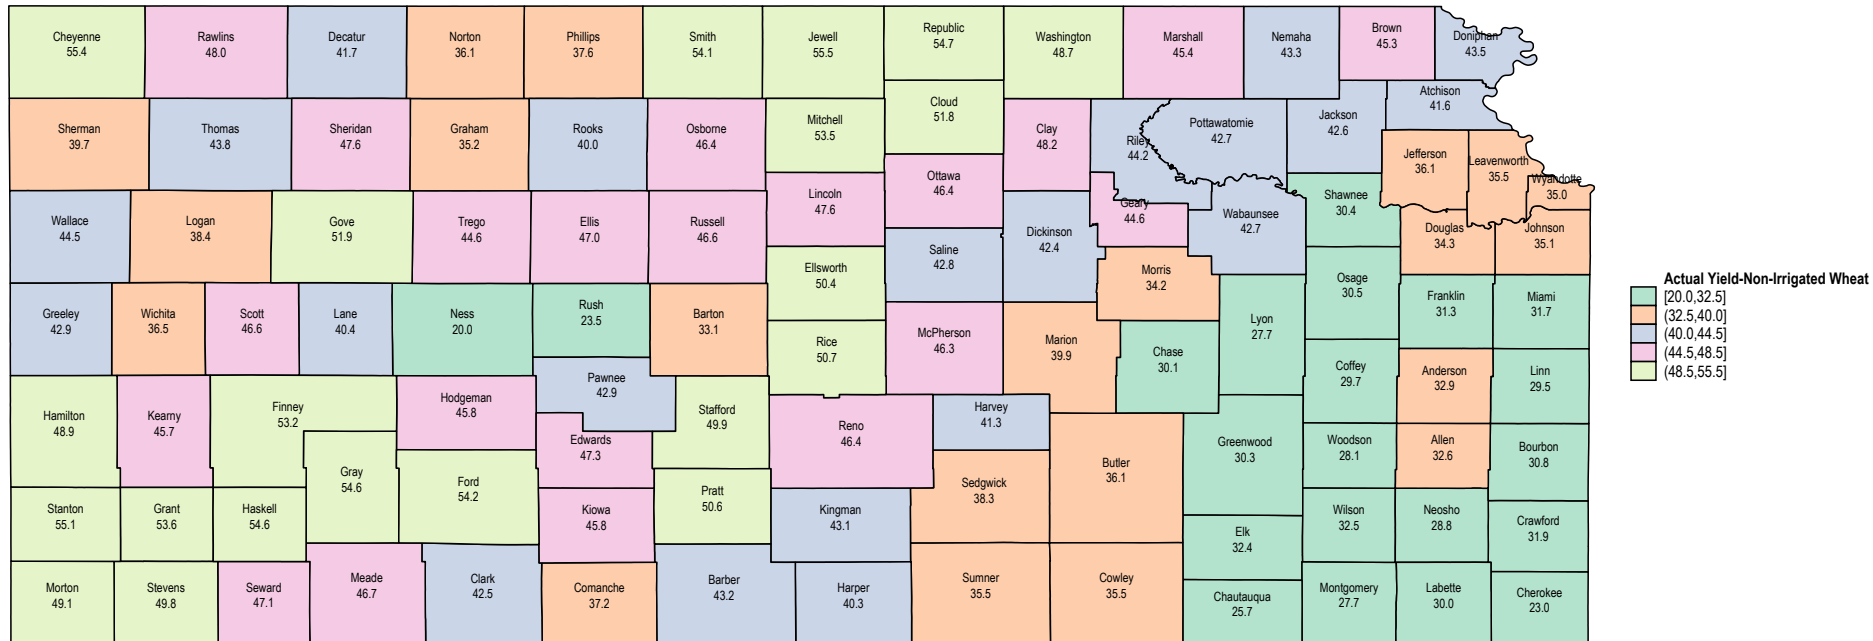 Cheyenne
55.4
Rawlins
48.0
Decatur
41.7
Norton
36.1
Phillips
37.6
Smith
54.1
Jewell
55.5
Republic
54.7
Washington
48.7
Marshall
45.4
Nemaha
43.3
Brown
45.3
Doniphan
43.5
Atchison
41.6
Sherman
39.7
Thomas
43.8
Sheridan
47.6
Graham
35.2
Rooks
40.0
Osborne
46.4
Mitchell
53.5
Cloud
51.8
Clay
48.2
Riley
44.2
Pottawatomie
42.7
Jackson
42.6
Jefferson
36.1
Leavenworth
35.5
Wyandotte
35.0
Wallace
44.5
Logan
38.4
Gove
51.9
Trego
44.6
Ellis
47.0
Russell
46.6
Lincoln
47.6
Ottawa
46.4
Saline
42.8
Dickinson
42.4
Geary
44.6
Wabaunsee
42.7
Shawnee
30.4
Douglas
34.3
Johnson
35.1
Ellsworth
50.4
Morris
34.2
Osage
30.5
Franklin
31.3
Miami
31.7
Greeley
42.9
Wichita
36.5
Scott
46.6
Lane
40.4
Ness
20.0
Rush
23.5
Barton
33.1
Rice
50.7
McPherson
46.3
Marion
39.9
Chase
30.1
Lyon
27.7
Coffey
29.7
Anderson
32.9
Linn
29.5
Hamilton
48.9
Kearny
45.7
Finney
53.2
Hodgeman
45.8
Pawnee
42.9
Stafford
49.9
Reno
46.4
Harvey
41.3
Edwards
47.3
Gray
54.6
Ford
54.2
Pratt
50.6
Sedgwick
38.3
Butler
36.1
Greenwood
30.3
Woodson
28.1
Allen
32.6
Bourbon
30.8
Stanton
55.1
Grant
53.6
Haskell
54.6
Kiowa
45.8
Kingman
43.1
Elk
32.4
Wilson
32.5
Neosho
28.8
Crawford
31.9
Morton
49.1
Stevens
49.8
Seward
47.1
Meade
46.7
Clark
42.5
Comanche
37.2
Barber
43.2
Harper
40.3
Sumner
35.5
Cowley
35.5
Chautauqua
25.7
Montgomery
27.7
Labette
30.0
Cherokee
23.0
Actual Yield-Non-Irrigated Wheat
[20.0,32.5]
(32.5,40.0]
(40.0,44.5]
(44.5,48.5]
(48.5,55.5]